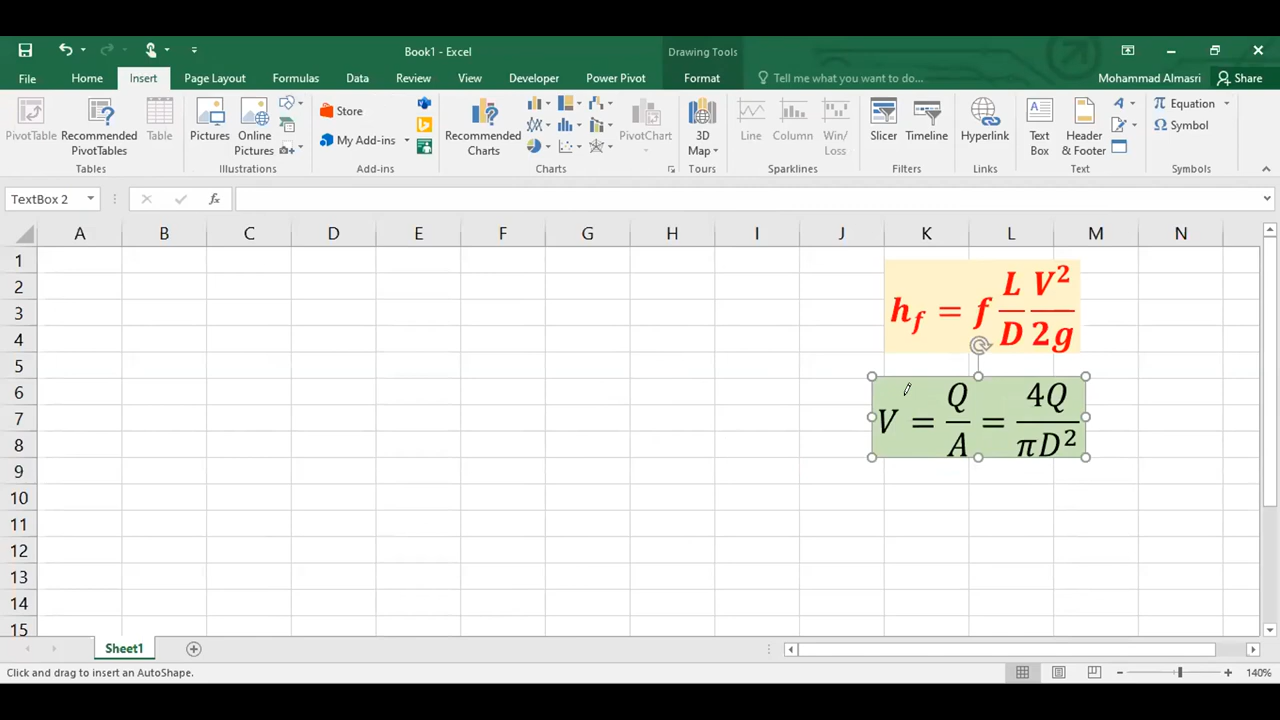 Book1 - Excel
Drawing Tools
File Home Insert Page Layout Formulas Data Review View Developer Power Pivot Format Tell me what you want to do... Mohammad Almasri Share
PivotTable Recommended PivotTables Table
Tables
Pictures Online Pictures
Illustrations
Store
My Add-ins
Add-ins
Recommended Charts PivotChart
Charts
3D Map
Tours
Line Column Win/Loss
Sparklines
Slicer Timeline
Filters
Hyperlink
Links
Text Box Header & Footer
Text
π Equation
Ω Symbol
Symbols
TextBox 2 fx
A B C D E F G H I J K L M N
1
2
3
4
5
6
7
8
9
10
11
12
13
14
15
h_f = f L/D V²/2g
V = Q/A = 4Q/πD²
Sheet1
Click and drag to insert an AutoShape.
140%